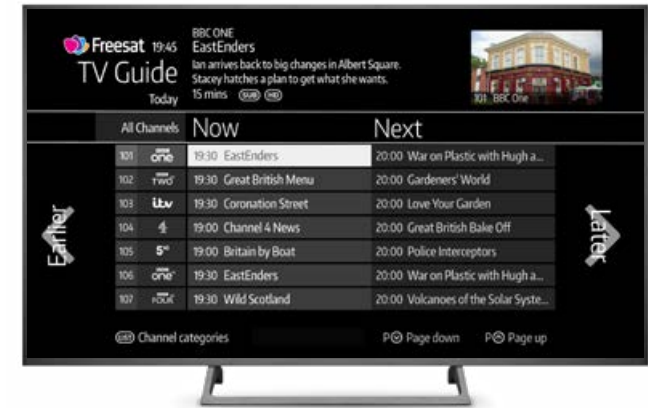 Freesat 19:45
TV Guide
Today
BBC ONE
EastEnders
Ian arrives back to big changes in Albert Square.
Stacey hatches a plan to get what she wants.
15 mins SUB HD
101 BBC One
All Channels Now Next
Earlier
101 one 19:30 EastEnders 20:00 War on Plastic with Hugh a...
102 TWO 19:30 Great British Menu 20:00 Gardeners' World
103 itv 19:30 Coronation Street 20:00 Love Your Garden
104 4 19:00 Channel 4 News 20:00 Great British Bake Off
105 5 19:00 Britain by Boat 20:00 Police Interceptors
106 one 19:30 EastEnders 20:00 War on Plastic with Hugh a...
107 FOUR 19:30 Wild Scotland 20:00 Volcanoes of the Solar Syste...
Later
LIST Channel categories P Page down P Page up